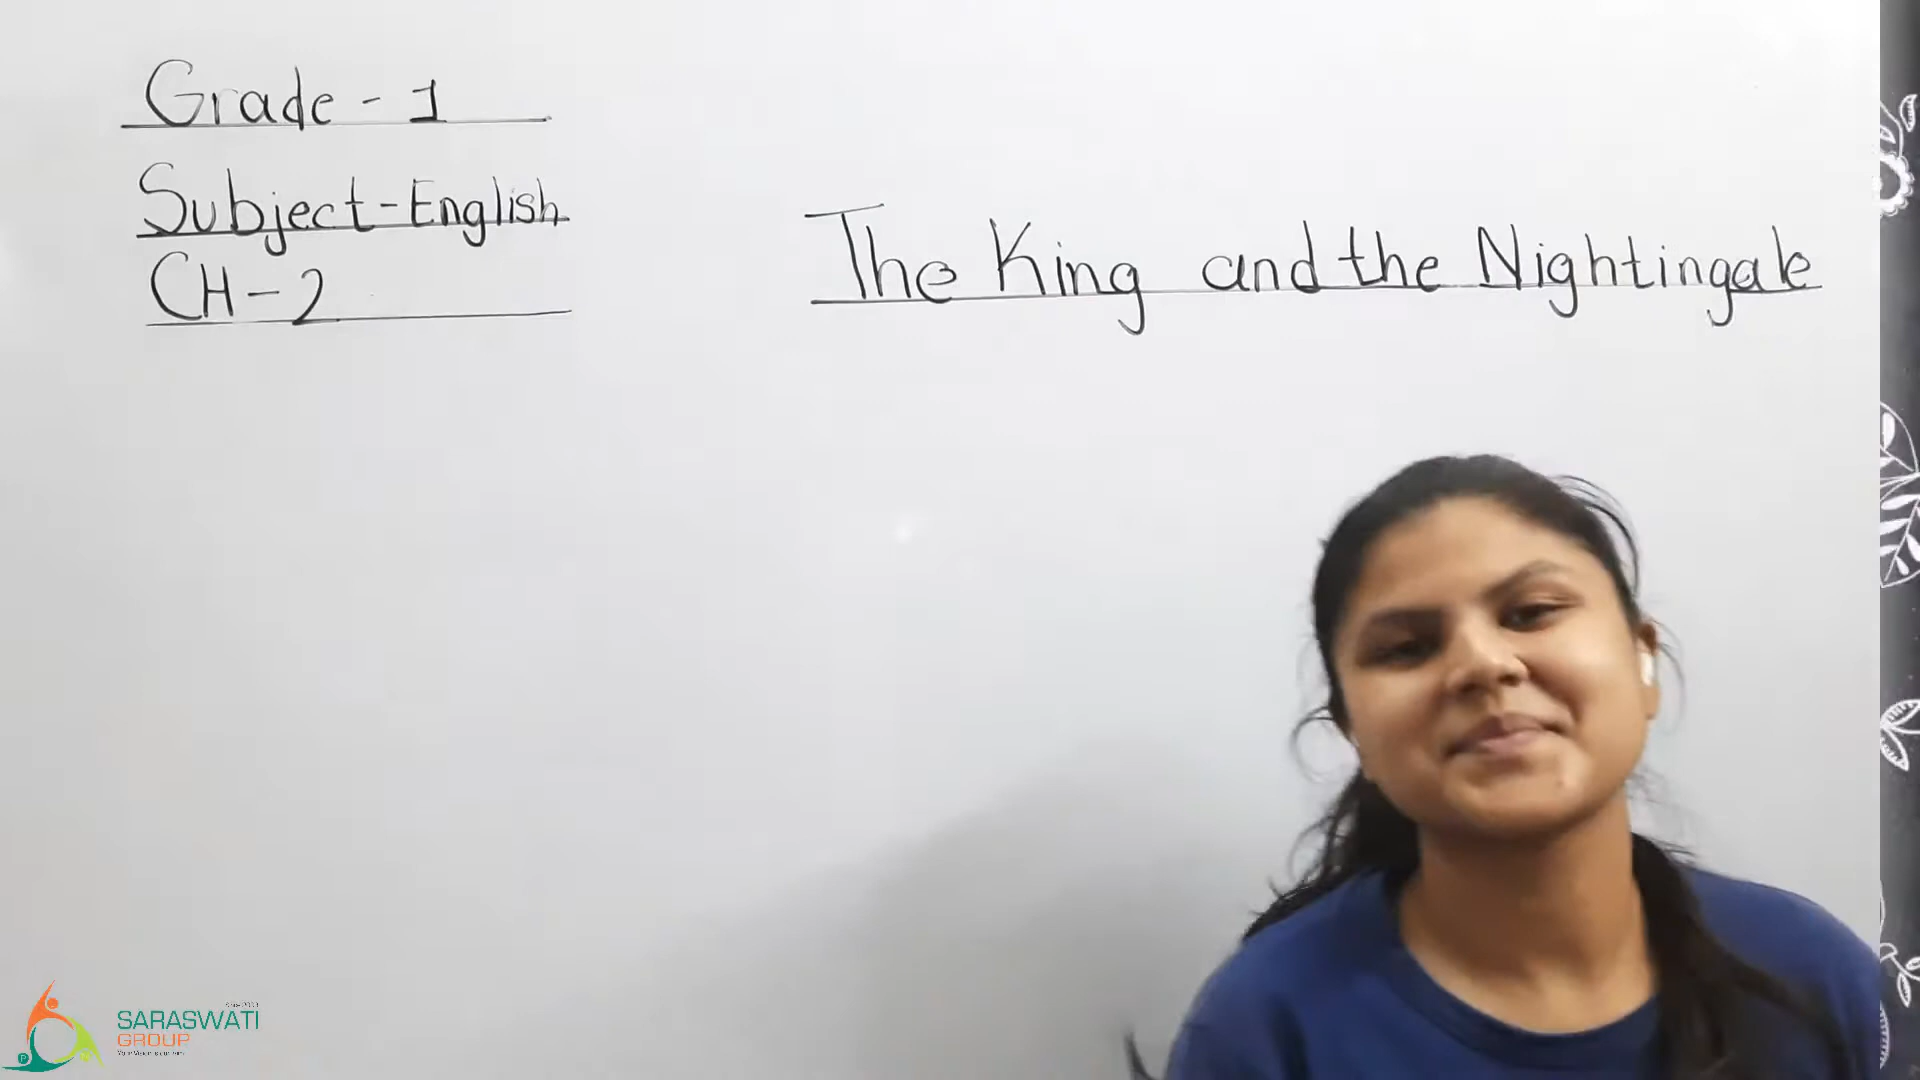 Grade - 1
Subject-English
CH-2
The King and the Nightingale
SARASWATI
GROUP